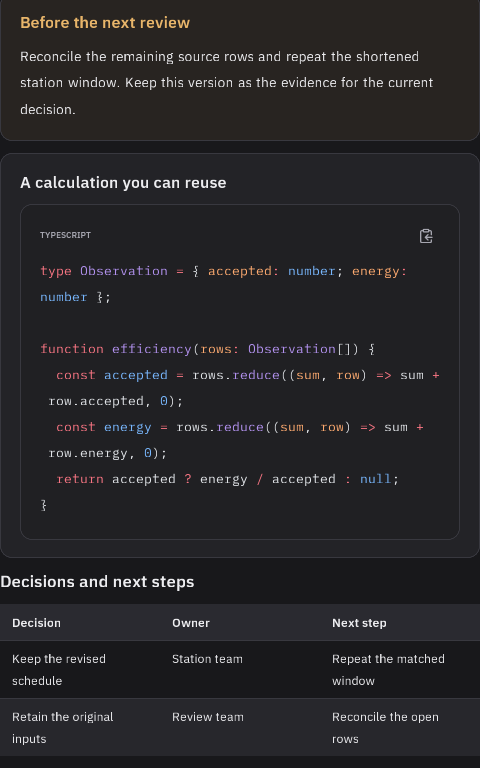 Before the next review
Reconcile the remaining source rows and repeat the shortened
station window. Keep this version as the evidence for the current
decision.
A calculation you can reuse
TYPESCRIPT
type Observation = { accepted: number; energy:
number };
function efficiency(rows: Observation[]) {
  const accepted = rows.reduce((sum, row) => sum +
 row.accepted, 0);
  const energy = rows.reduce((sum, row) => sum +
 row.energy, 0);
  return accepted ? energy / accepted : null;
}
Decisions and next steps
Decision Owner Next step
Keep the revised Station team Repeat the matched
schedule window
Retain the original Review team Reconcile the open
inputs rows